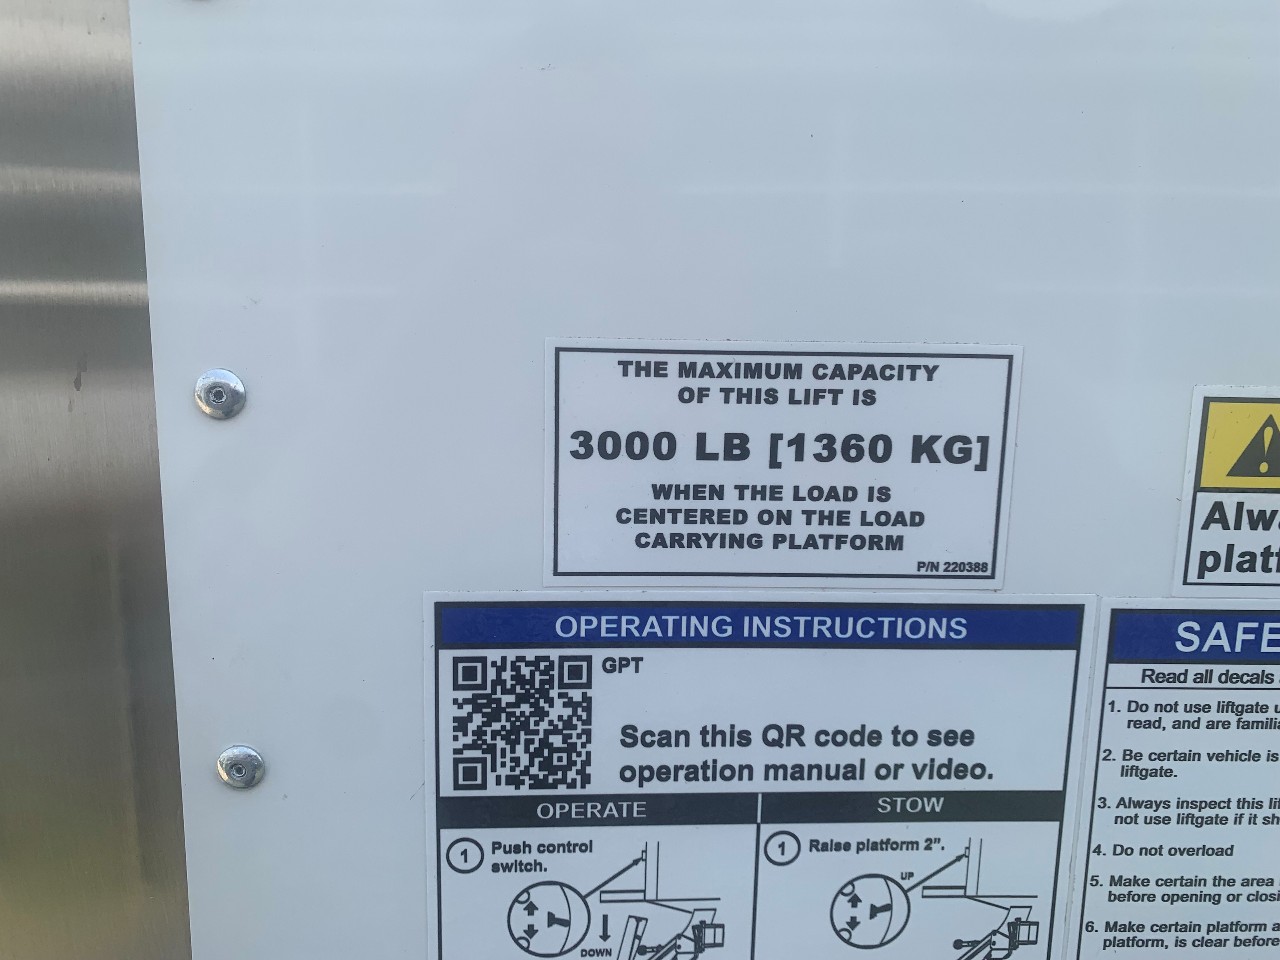 THE MAXIMUM CAPACITY
OF THIS LIFT IS
3000 LB [1360 KG]
WHEN THE LOAD IS
CENTERED ON THE LOAD
CARRYING PLATFORM
P/N 220388
Alw
platf
OPERATING INSTRUCTIONS
GPT
Scan this QR code to see
operation manual or video.
OPERATE
STOW
1 Push control
switch.
DOWN
1 Raise platform 2".
UP
SAFE
Read all decals
1. Do not use liftgate
read, and are famili
2. Be certain vehicle is
liftgate.
3. Always inspect this
not use liftgate if it sh
4. Do not overload
5. Make certain the area
before opening or
6. Make certain platform
platform, is clear before